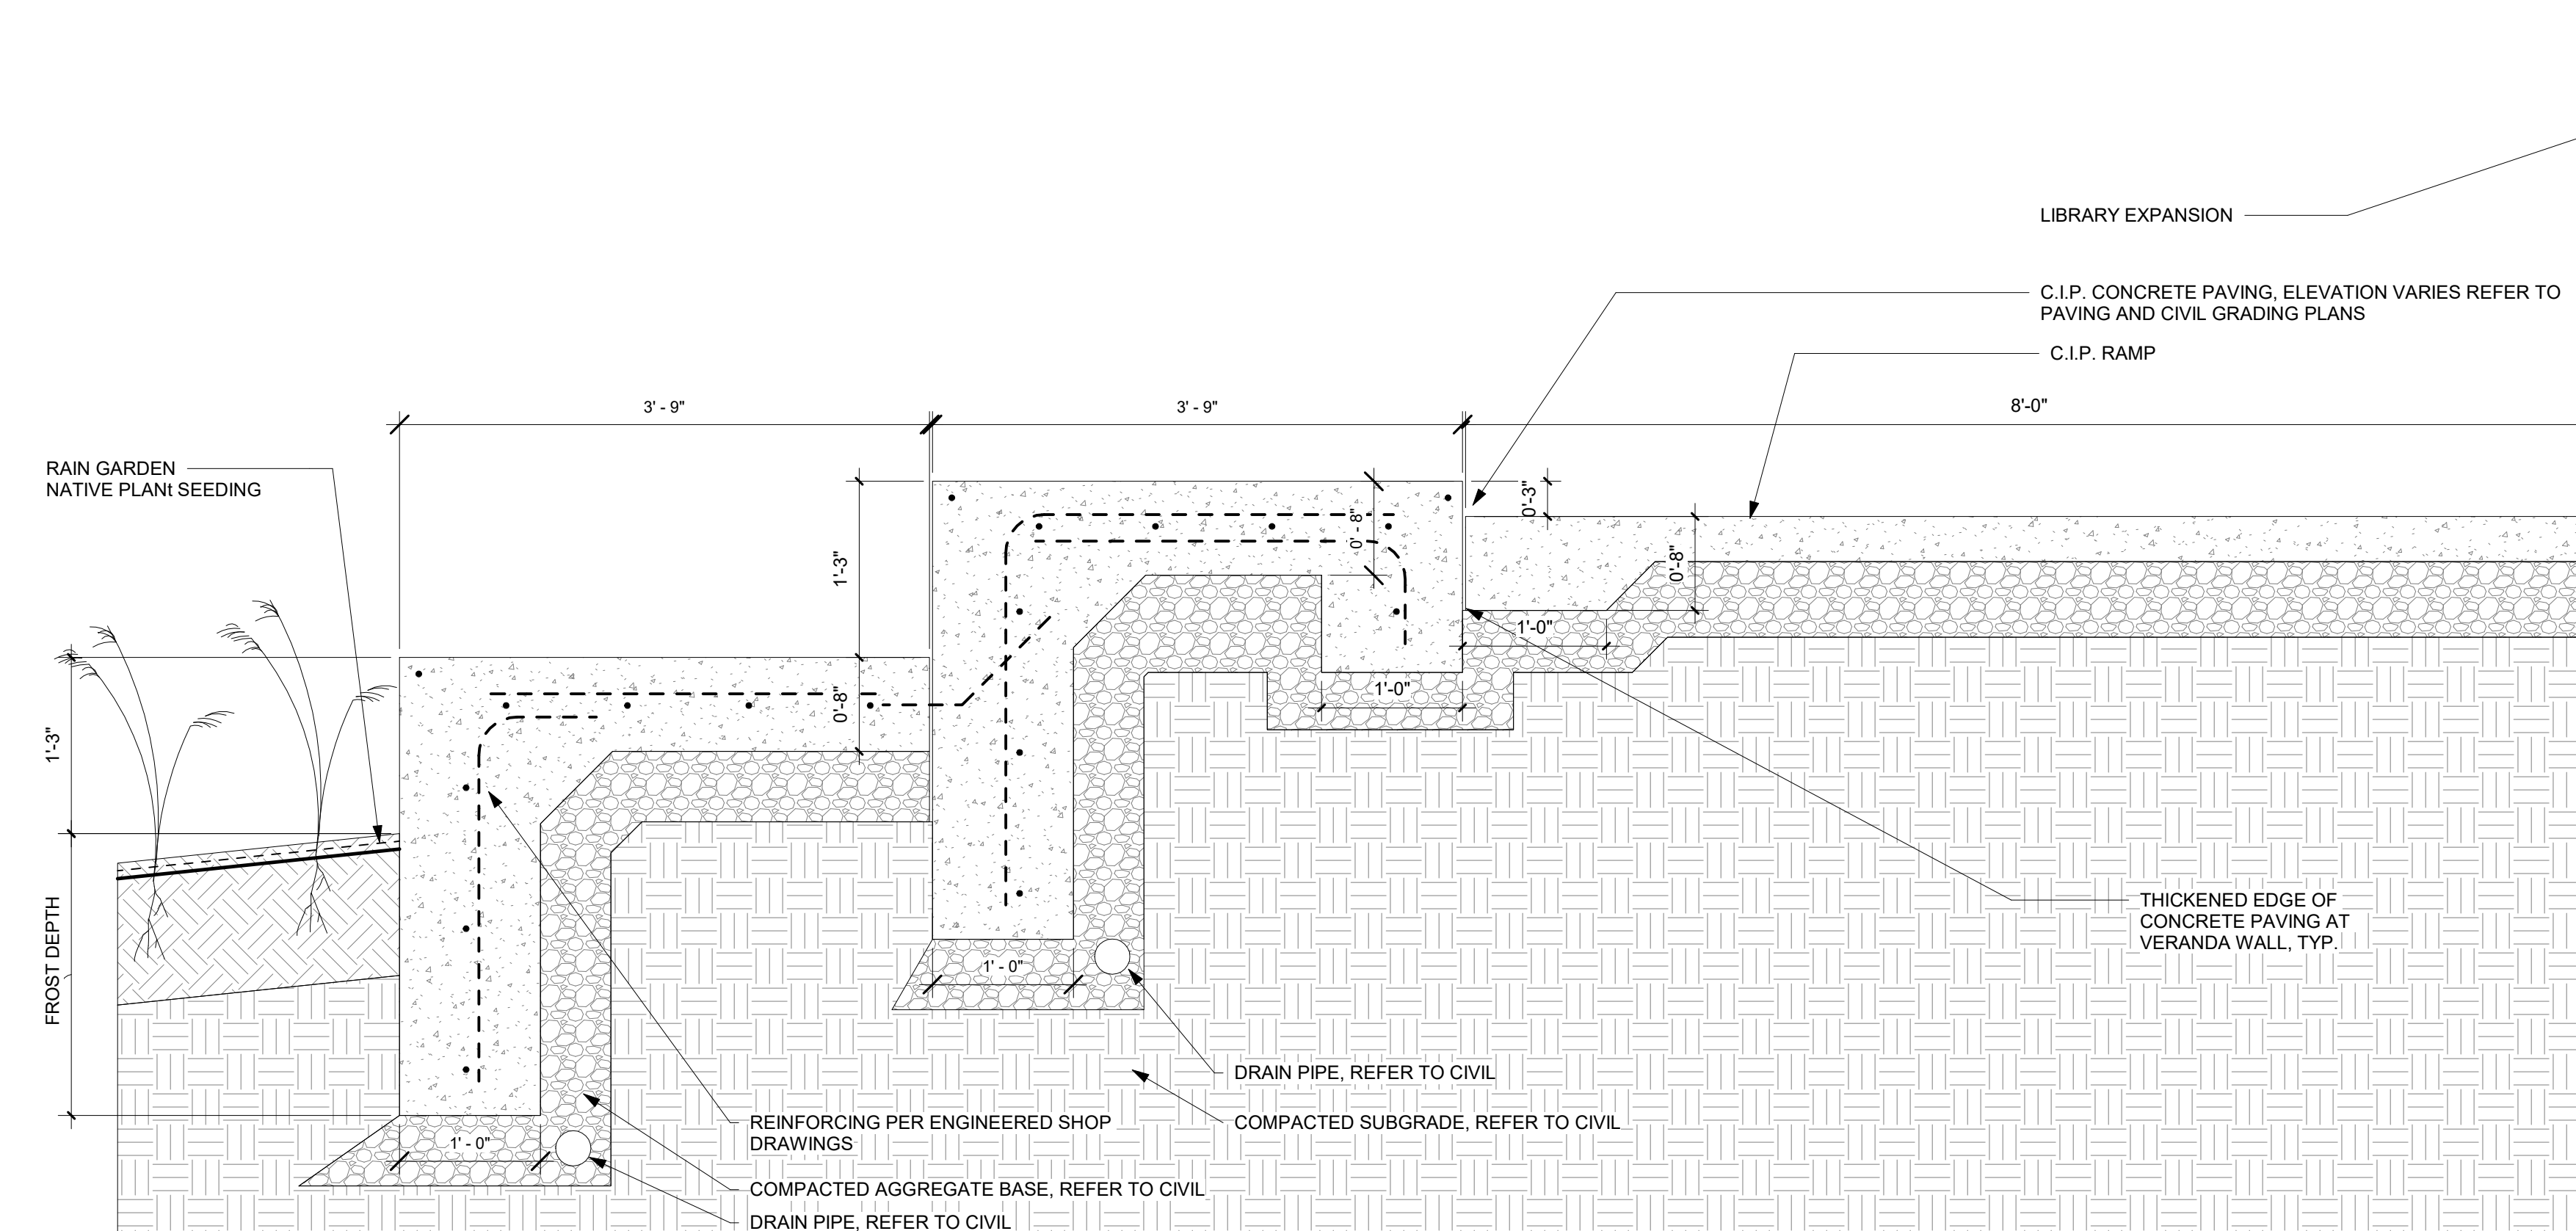 LIBRARY EXPANSION
C.I.P. CONCRETE PAVING, ELEVATION VARIES REFER TO
PAVING AND CIVIL GRADING PLANS
C.I.P. RAMP
3' - 9"
3' - 9"
8'-0"
RAIN GARDEN
NATIVE PLANt SEEDING
0'-3"
0' - 8"
1'-3"
0'-8"
1'-0"
1'-0"
0'-8"
1'-3"
FROST DEPTH
THICKENED EDGE OF
CONCRETE PAVING AT
VERANDA WALL, TYP.
1' - 0"
DRAIN PIPE, REFER TO CIVIL
COMPACTED SUBGRADE, REFER TO CIVIL
REINFORCING PER ENGINEERED SHOP
DRAWINGS
1' - 0"
COMPACTED AGGREGATE BASE, REFER TO CIVIL
DRAIN PIPE, REFER TO CIVIL